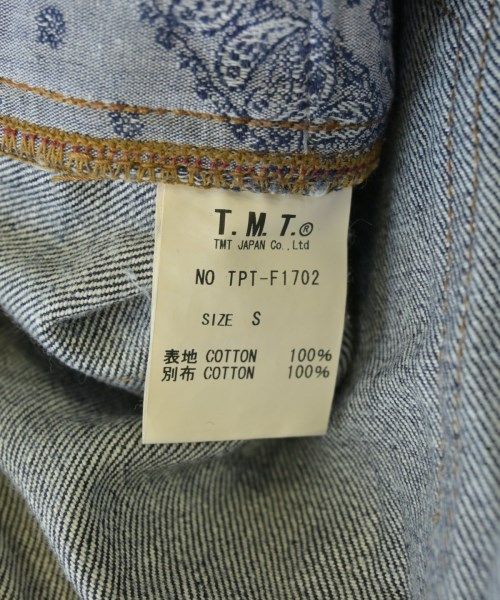 T.M.T.®
TMT JAPAN Co.,Ltd
NO TPT-F1702
SIZE S
表地 COTTON 100%
別布 COTTON 100%